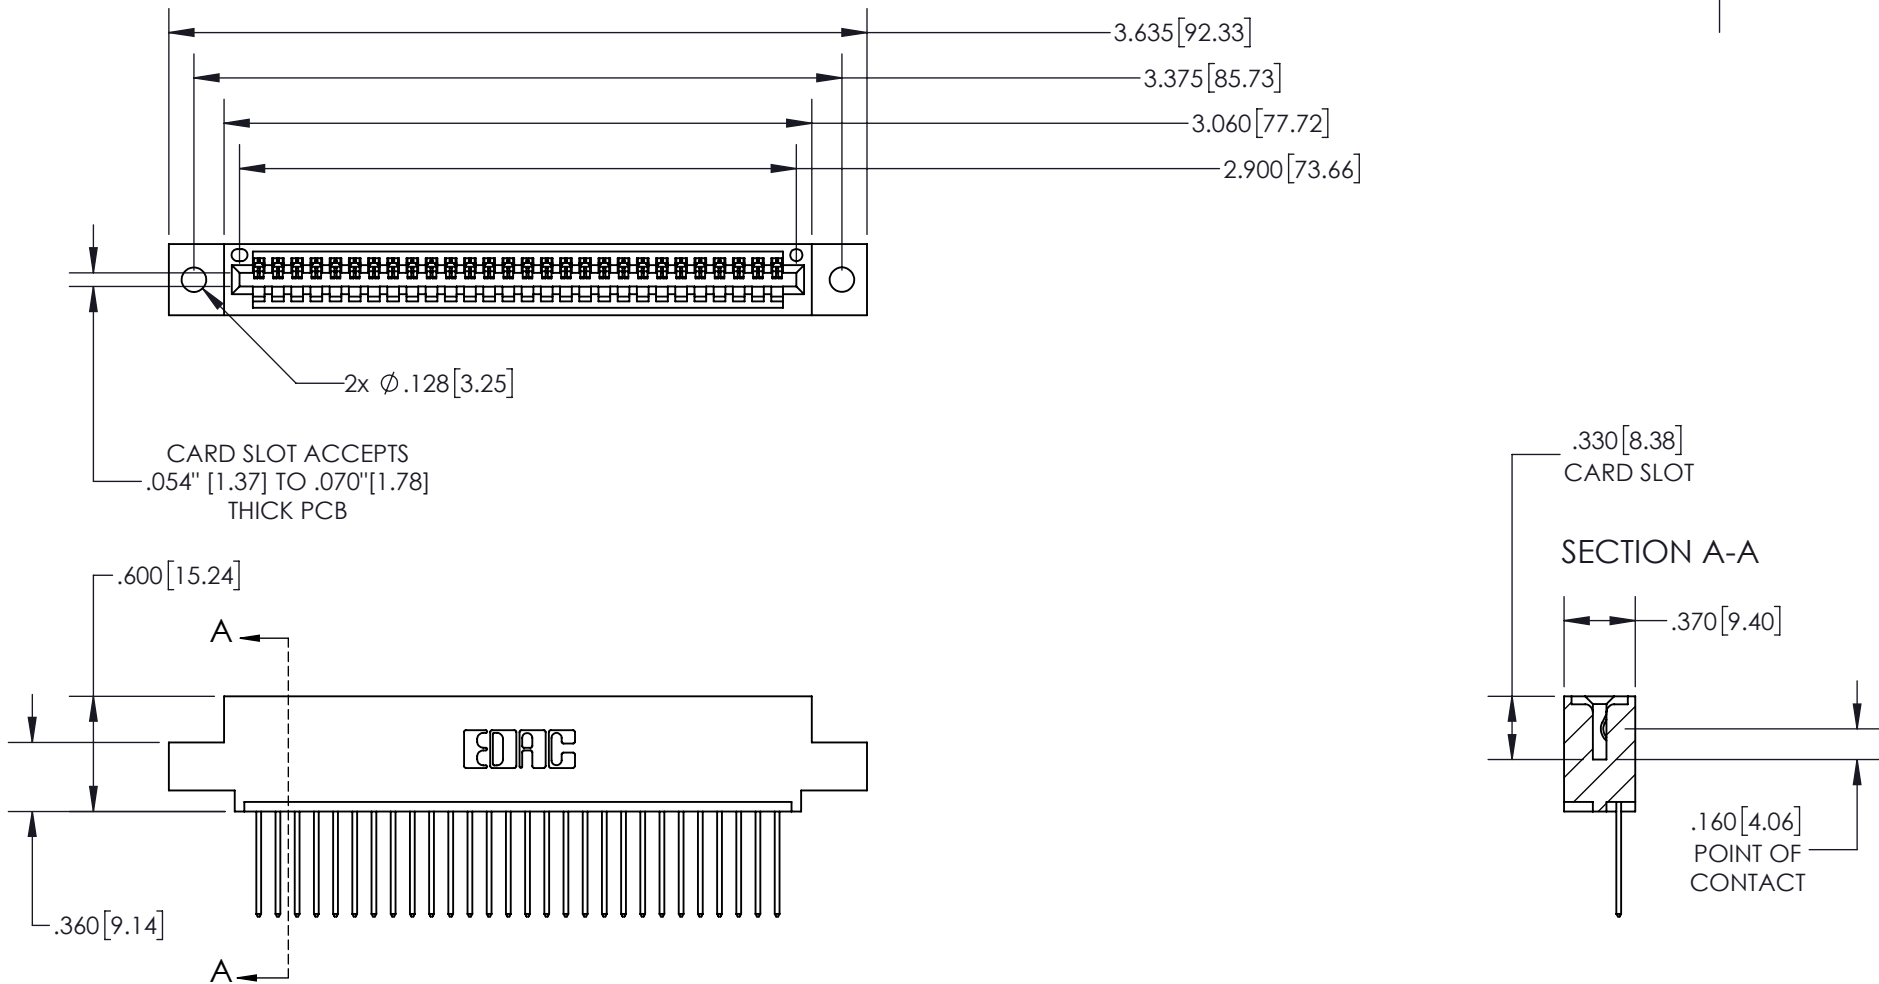 3.635[92.33]
3.375[85.73]
3.060[77.72]
2.900[73.66]
2x ∅.128[3.25]
CARD SLOT ACCEPTS
.054" [1.37] TO .070"[1.78]
THICK PCB
.330[8.38]
CARD SLOT
SECTION A-A
.600[15.24]
.370[9.40]
A
EDAC
.160[4.06]
POINT OF
CONTACT
.360[9.14]
A